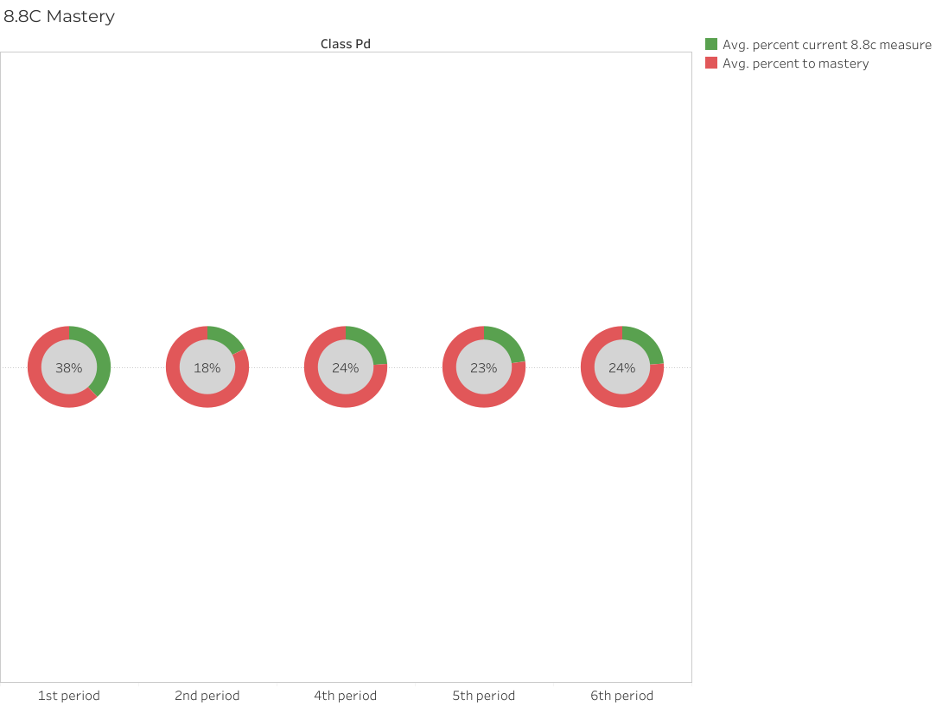 8.8C Mastery
Class Pd
Avg. percent current 8.8c measure
Avg. percent to mastery
38%
18%
24%
23%
24%
1st period
2nd period
4th period
5th period
6th period